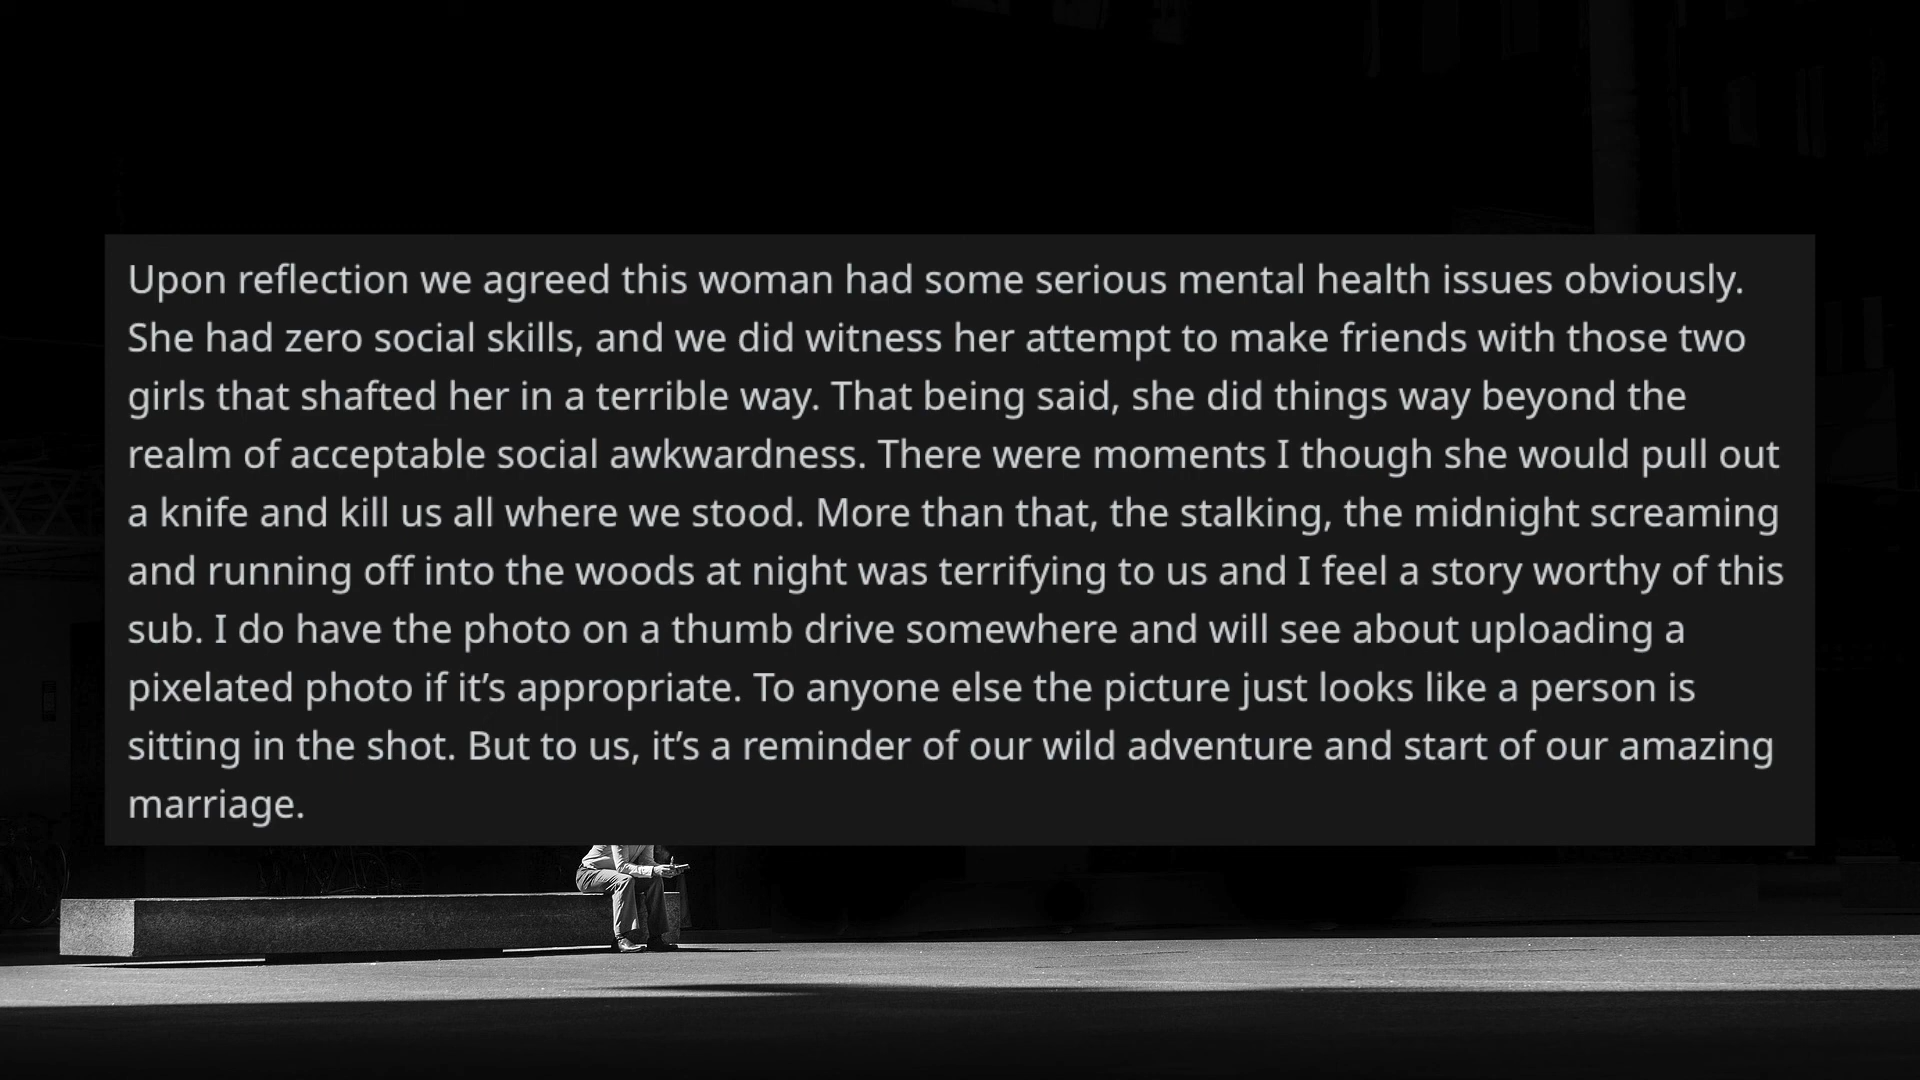 Upon reflection we agreed this woman had some serious mental health issues obviously.
She had zero social skills, and we did witness her attempt to make friends with those two
girls that shafted her in a terrible way. That being said, she did things way beyond the
realm of acceptable social awkwardness. There were moments I though she would pull out
a knife and kill us all where we stood. More than that, the stalking, the midnight screaming
and running off into the woods at night was terrifying to us and I feel a story worthy of this
sub. I do have the photo on a thumb drive somewhere and will see about uploading a
pixelated photo if it’s appropriate. To anyone else the picture just looks like a person is
sitting in the shot. But to us, it’s a reminder of our wild adventure and start of our amazing
marriage.